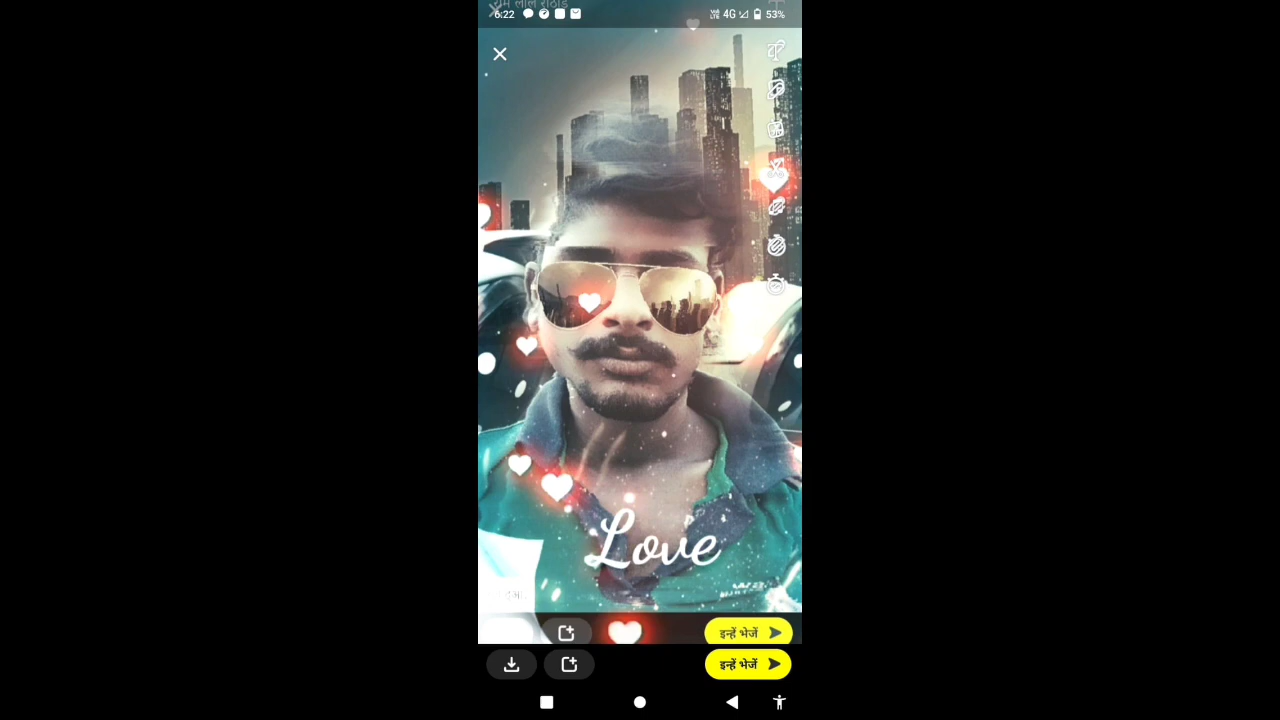 राम लाल राठौड़
6:22
4G 53%
Love
इन्हें भेजें
इन्हें भेजें